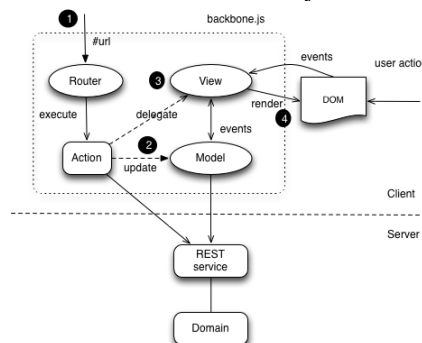 1
backbone.js
#url
events
user actio
Router
3
View
DOM
execute
delegate
render
4
2
events
Action
update
Model
Client
Server
REST
service
Domain